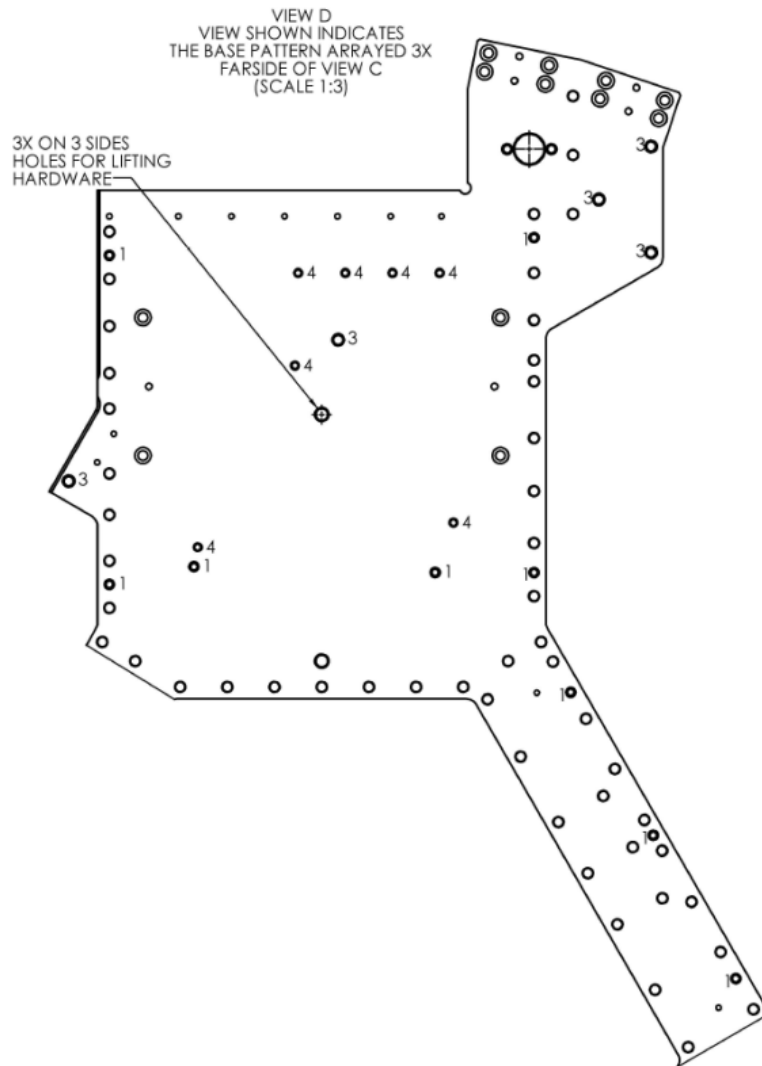 VIEW D
VIEW SHOWN INDICATES
THE BASE PATTERN ARRAYED 3X
FARSIDE OF VIEW C
(SCALE 1:3)
3X ON 3 SIDES
HOLES FOR LIFTING
HARDWARE
3
3
1
3
1
4 4 4 4
3
4
3
4
4
1
1 1
1
1
1
1